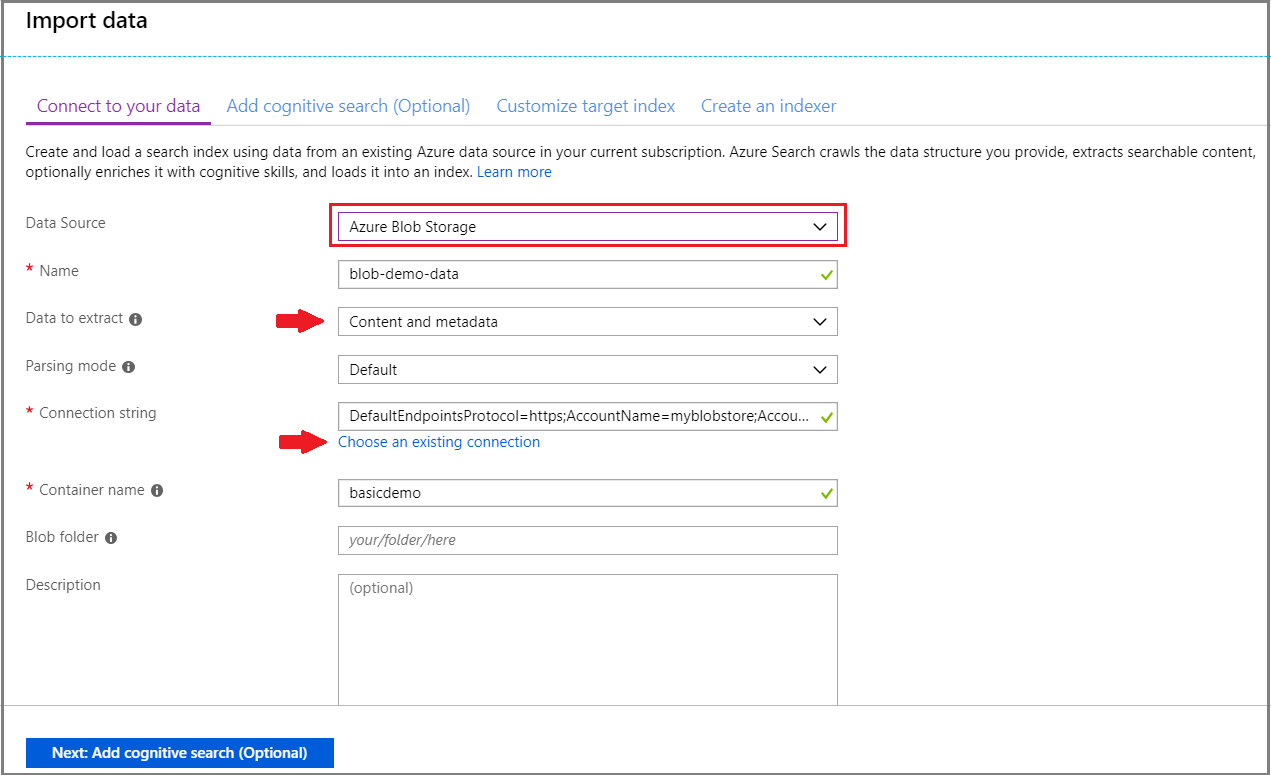 Import data
Connect to your data
Add cognitive search (Optional)
Customize target index
Create an indexer
Create and load a search index using data from an existing Azure data source in your current subscription. Azure Search crawls the data structure you provide, extracts searchable content,
optionally enriches it with cognitive skills, and loads it into an index. Learn more
Data Source
Azure Blob Storage
* Name
blob-demo-data
Data to extract
Content and metadata
Parsing mode
Default
* Connection string
DefaultEndpointsProtocol=https;AccountName=myblobstore;Accou...
Choose an existing connection
* Container name
basicdemo
Blob folder
your/folder/here
Description
(optional)
Next: Add cognitive search (Optional)